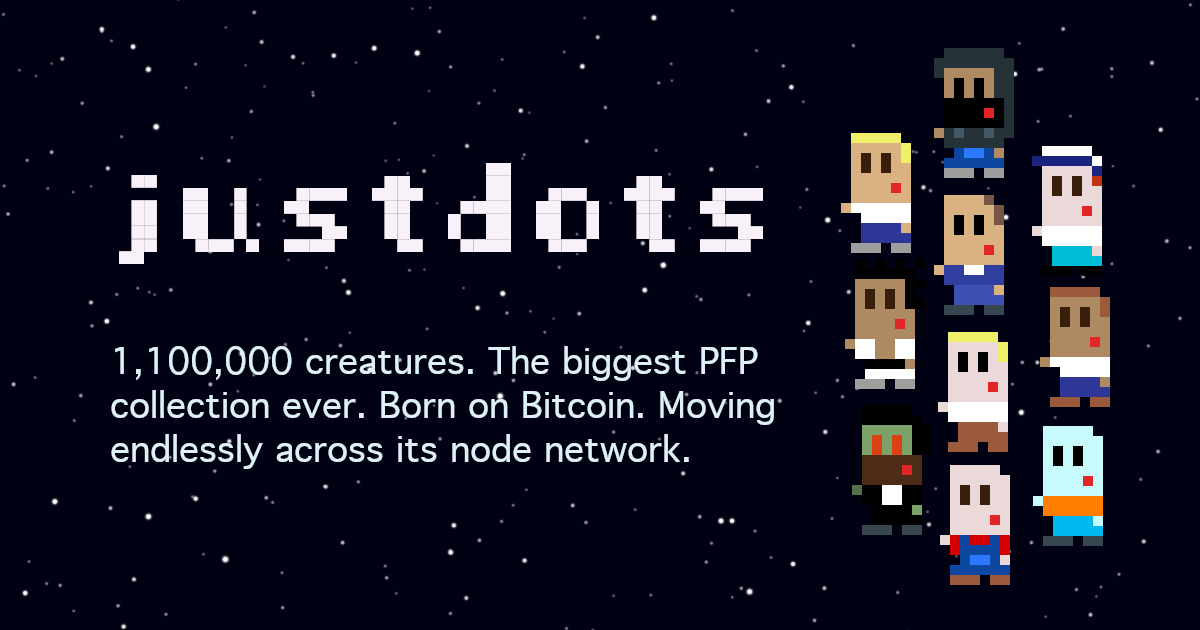 justdots
1,100,000 creatures. The biggest PFP
collection ever. Born on Bitcoin. Moving
endlessly across its node network.